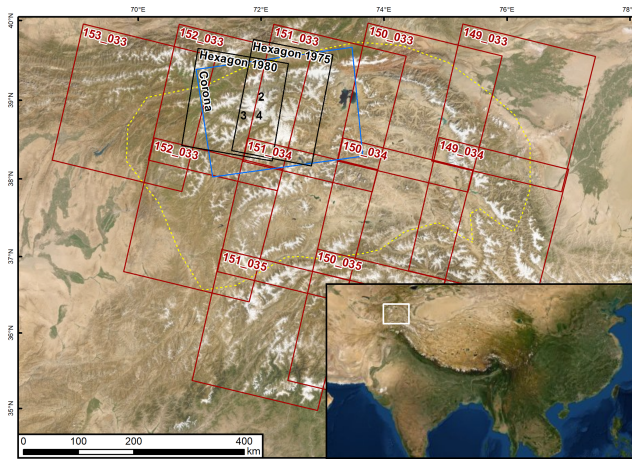 70°E 72°E 74°E 76°E 78°E
40°N
39°N
38°N
37°N
36°N
35°N
153_033
152_033
151_033
150_033
149_033
Hexagon 1975
Hexagon 1980
Corona
2
3 4
152_033
151_034
150_034
149_034
151_035
150_035
0 100 200 400
km